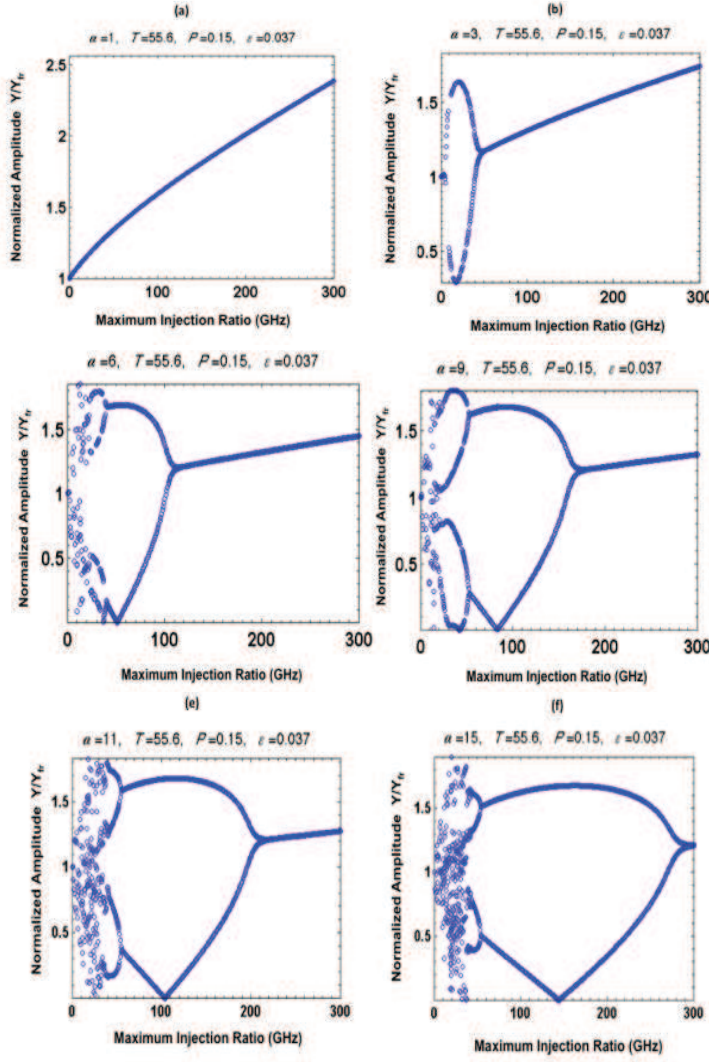 (a)
α =1, T=55.6, P=0.15, ε =0.037
Normalized Amplitude Y/Yfr
2.5
2
1.5
1
0 100 200 300
Maximum Injection Ratio (GHz)
(b)
α =3, T=55.6, P=0.15, ε =0.037
Normalized Amplitude Y/Yfr
1.5
1
0.5
0 100 200 300
Maximum Injection Ratio (GHz)
α =6, T=55.6, P=0.15, ε =0.037
Normalized Amplitude Y/Yfr
1.5
1
0.5
0 100 200 300
Maximum Injection Ratio (GHz)
α =9, T=55.6, P=0.15, ε =0.037
Normalized Amplitude Y/Yfr
1.5
1
0.5
0 100 200 300
Maximum Injection Ratio (GHz)
(e)
α =11, T=55.6, P=0.15, ε =0.037
Normalized Amplitude Y/Yfr
1.5
1
0.5
0 100 200 300
Maximum Injection Ratio (GHz)
(f)
α =15, T=55.6, P=0.15, ε =0.037
Normalized Amplitude Y/Yfr
1.5
1
0.5
0 100 200 300
Maximum Injection Ratio (GHz)